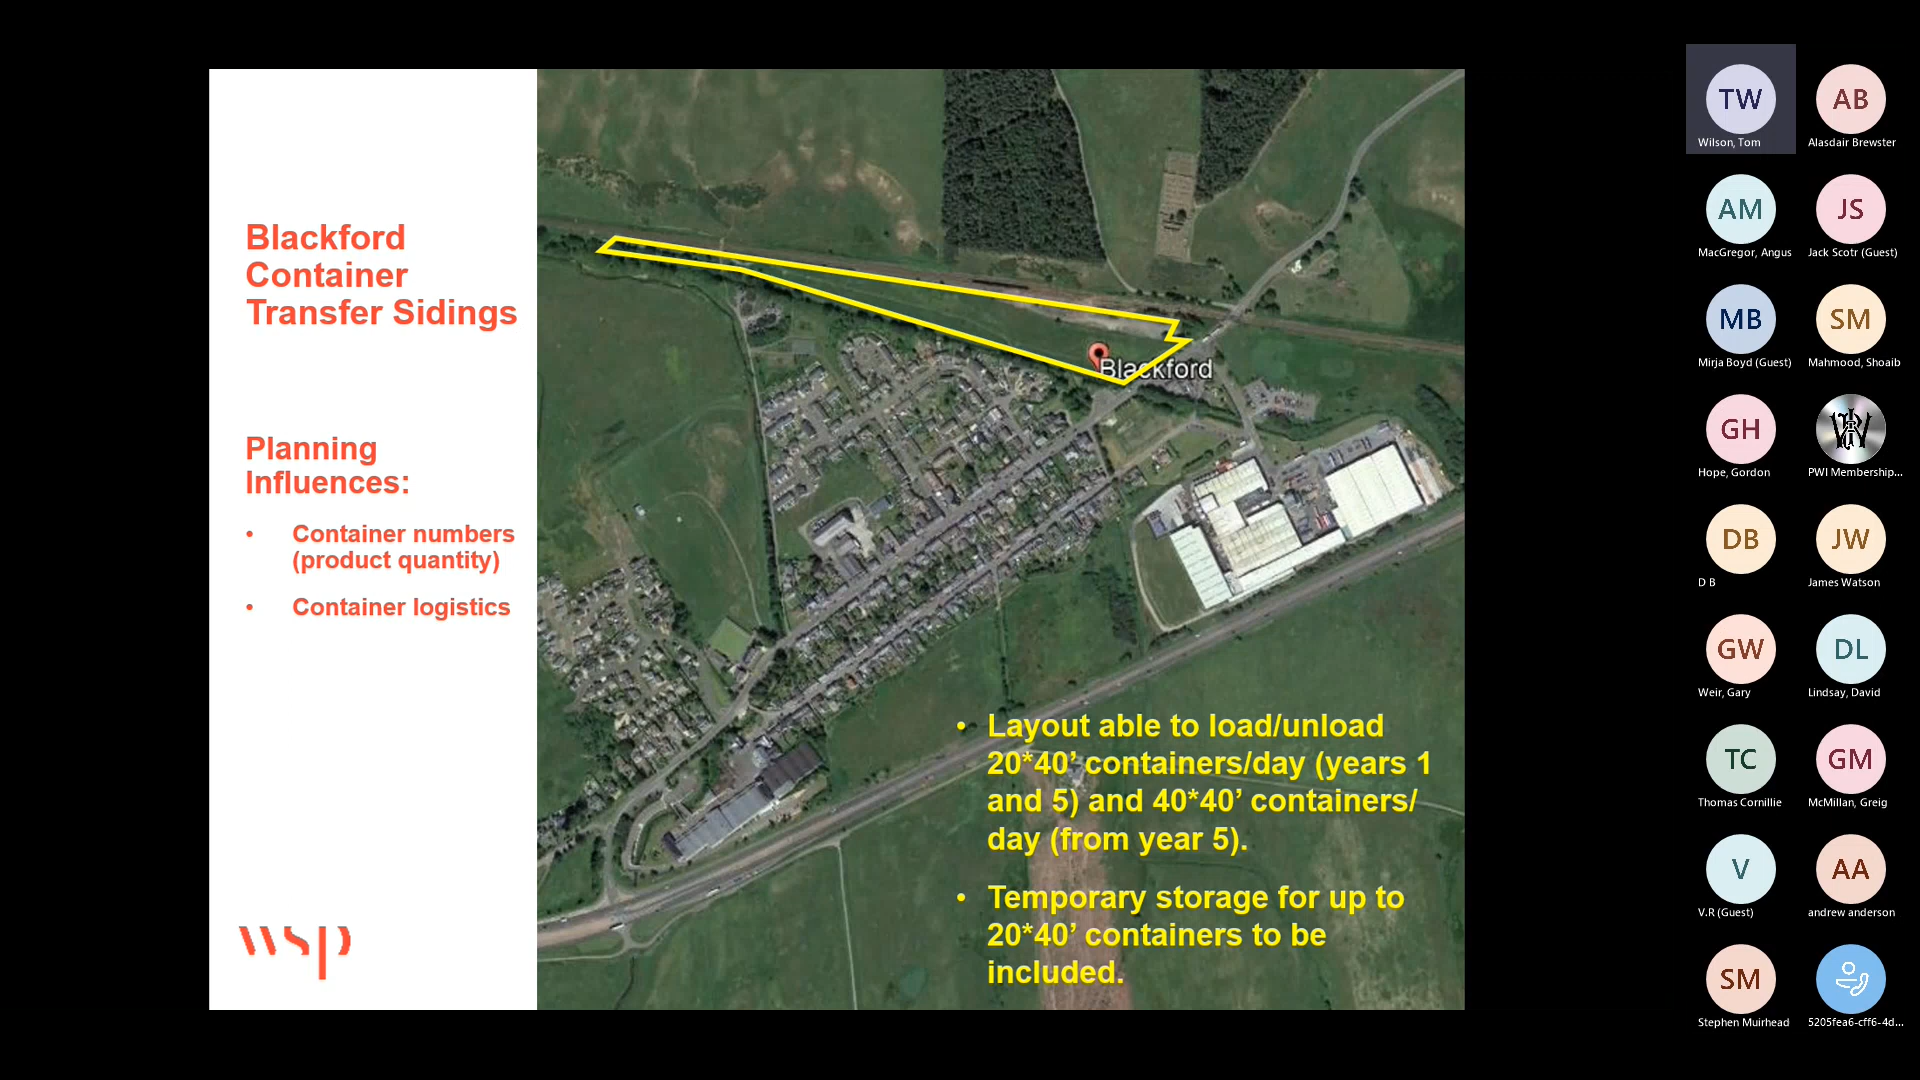 Blackford
Container
Transfer Sidings
Planning
Influences:
• Container numbers
(product quantity)
• Container logistics
wsp
Blackford
• Layout able to load/unload
20*40’ containers/day (years 1
and 5) and 40*40’ containers/
day (from year 5).
• Temporary storage for up to
20*40’ containers to be
included.
TW
Wilson, Tom
AB
Alasdair Brewster
AM
MacGregor, Angus
JS
Jack Scotr (Guest)
MB
Mirja Boyd (Guest)
SM
Mahmood, Shoaib
GH
Hope, Gordon
PWI Membership...
DB
D B
JW
James Watson
GW
Weir, Gary
DL
Lindsay, David
TC
Thomas Cornillie
GM
McMillan, Greig
V
V.R (Guest)
AA
andrew anderson
SM
Stephen Muirhead
5205fea6-cff6-4d...